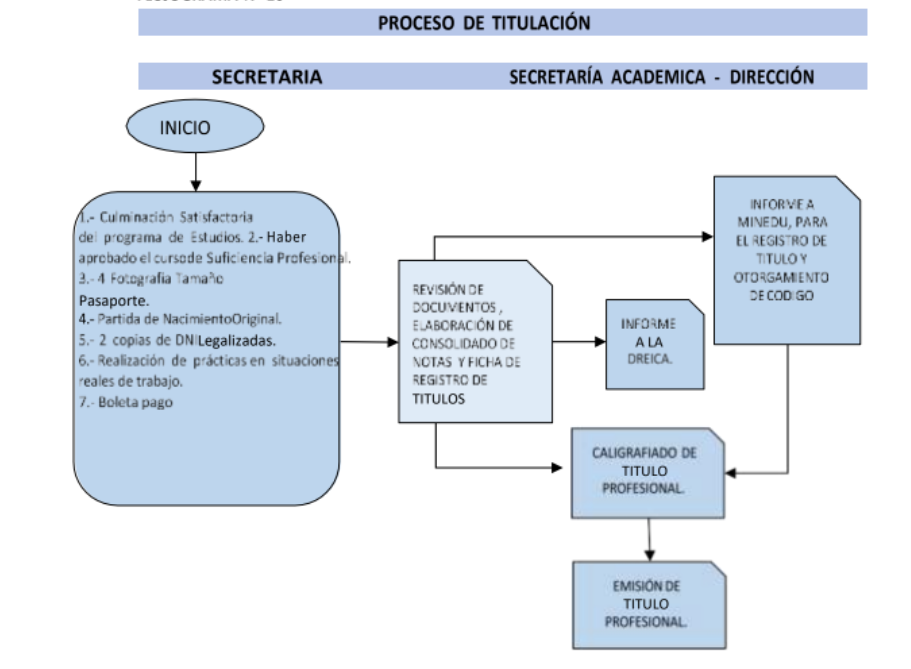 PROCESO DE TITULACIÓN
SECRETARIA
SECRETARÍA ACADEMICA - DIRECCIÓN
INICIO
1.- Culminación Satisfactoria
del programa de Estudios. 2.- Haber
aprobado el cursode Suficiencia Profesional.
3.- 4 Fotografia Tamaño
Pasaporte.
4.- Partida de NacimientoOriginal.
5.- 2 copias de DNILegalizadas.
6.- Realización de prácticas en situaciones
reales de trabajo.
7.- Boleta pago
REVISIÓN DE
DOCUMENTOS ,
ELABORACIÓN DE
CONSOLIDADO DE
NOTAS Y FICHA DE
REGISTRO DE
TITULOS
INFORME A
MINEDU, PARA
EL REGISTRO DE
TITULO Y
OTORGAMIENTO
DE CODIGO
INFORME
A LA
DREICA.
CALIGRAFIADO DE
TITULO
PROFESIONAL.
EMISIÓN DE
TITULO
PROFESIONAL.